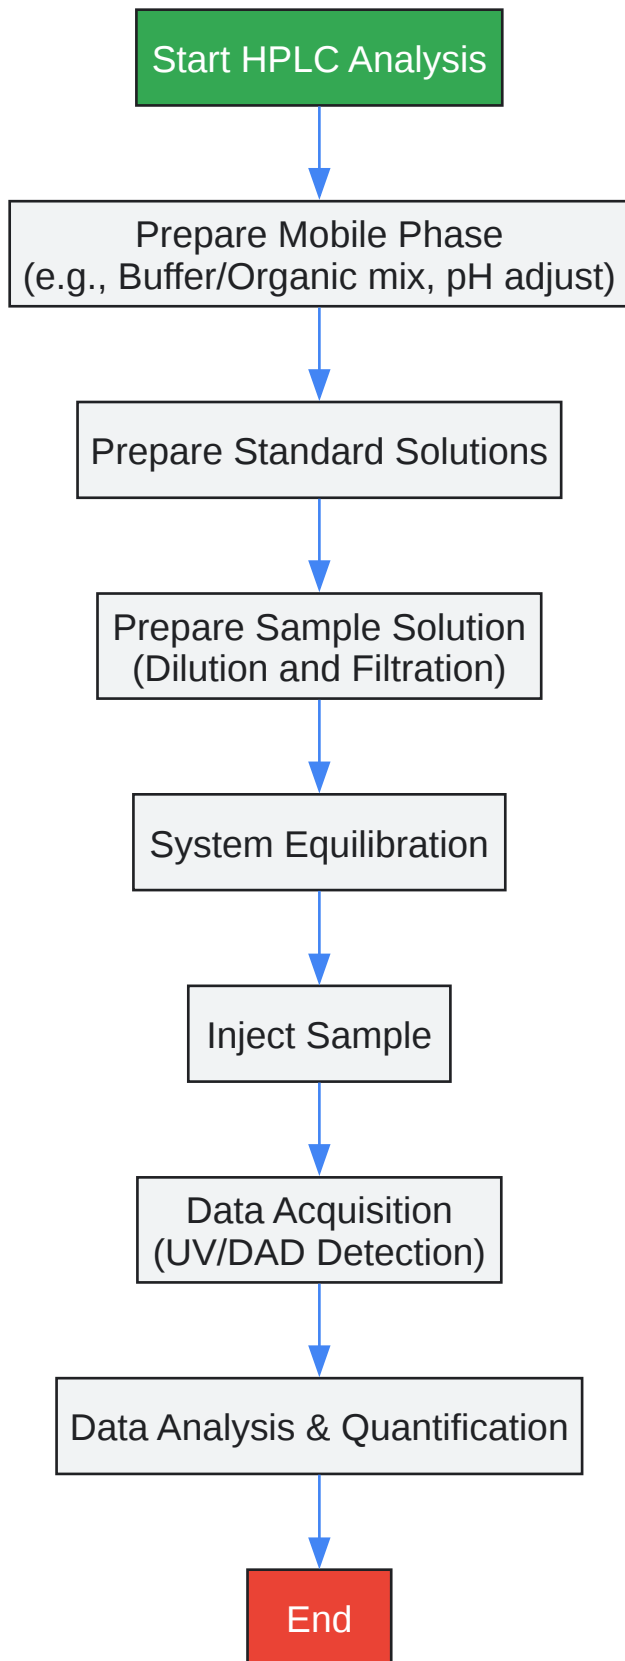 Start HPLC Analysis
Prepare Mobile Phase
(e.g., Buffer/Organic mix, pH adjust)
Prepare Standard Solutions
Prepare Sample Solution
(Dilution and Filtration)
System Equilibration
Inject Sample
Data Acquisition
(UV/DAD Detection)
Data Analysis & Quantification
End